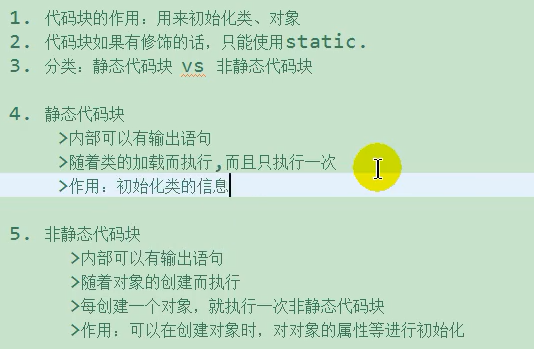 1. 代码块的作用：用来初始化类、对象
2. 代码块如果有修饰的话，只能使用static.
3. 分类：静态代码块 vs 非静态代码块
4. 静态代码块
>内部可以有输出语句
>随着类的加载而执行,而且只执行一次
>作用：初始化类的信息
5. 非静态代码块
>内部可以有输出语句
>随着对象的创建而执行
>每创建一个对象，就执行一次非静态代码块
>作用：可以在创建对象时，对对象的属性等进行初始化